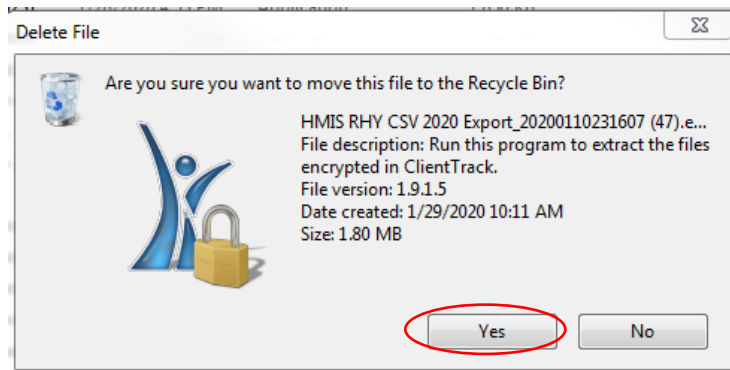 Delete File
Are you sure you want to move this file to the Recycle Bin?
HMIS RHY CSV 2020 Export_20200110231607 (47).e...
File description: Run this program to extract the files
encrypted in ClientTrack.
File version: 1.9.1.5
Date created: 1/29/2020 10:11 AM
Size: 1.80 MB
Yes
No